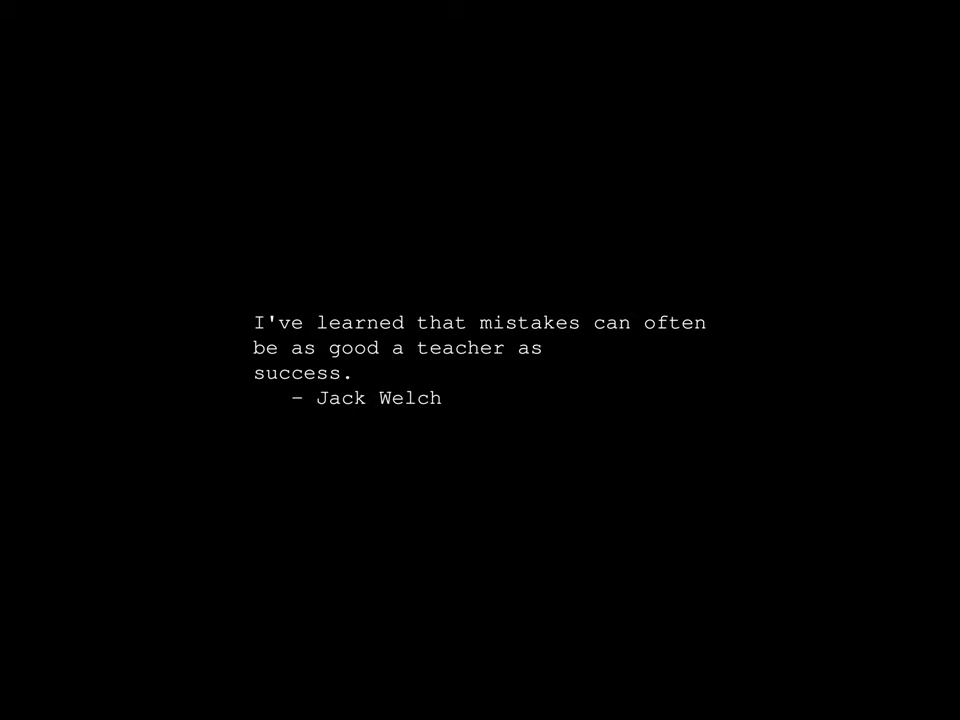 I've learned that mistakes can often
be as good a teacher as
success.
- Jack Welch